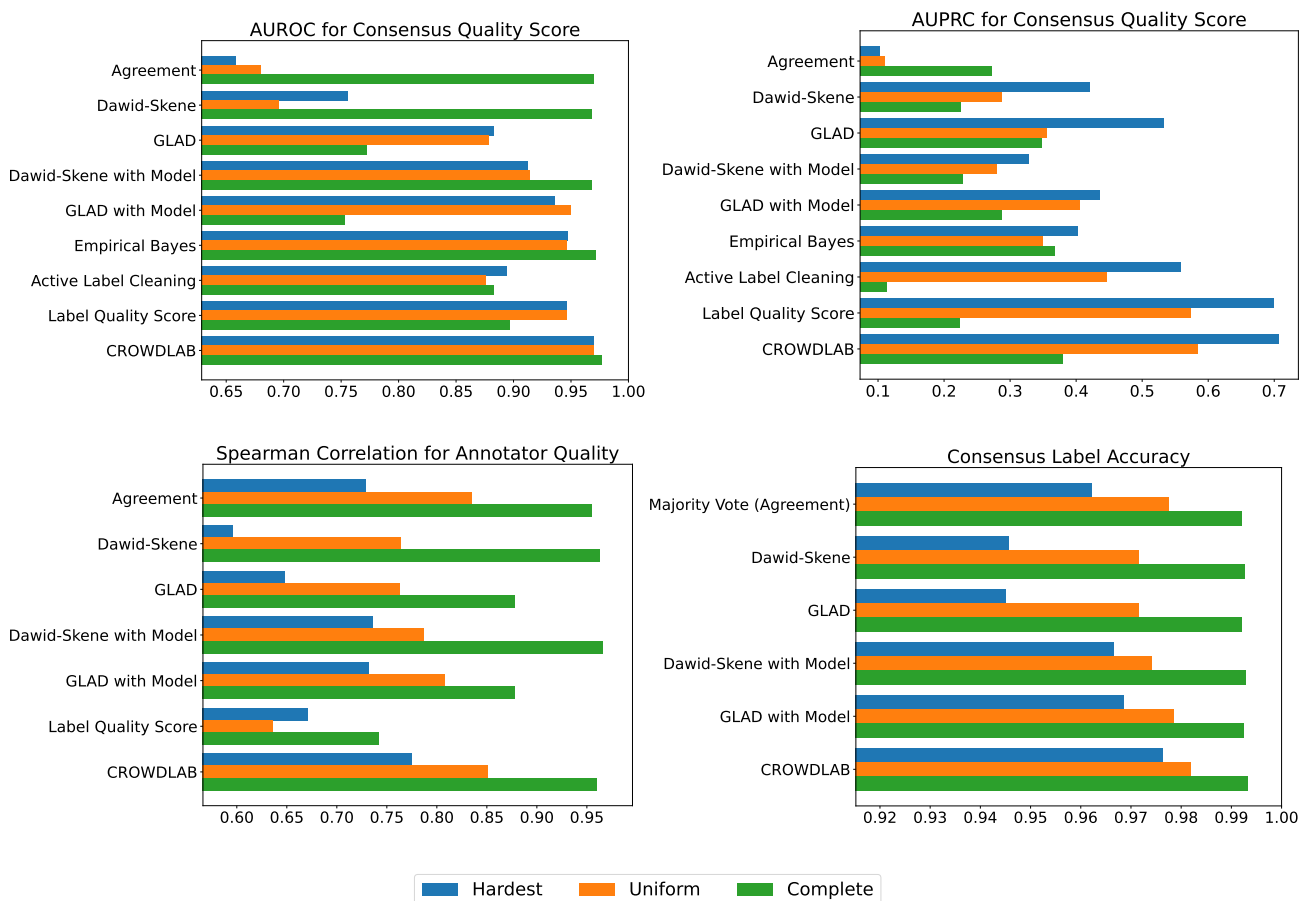 AUROC for Consensus Quality Score
Agreement
Dawid-Skene
GLAD
Dawid-Skene with Model
GLAD with Model
Empirical Bayes
Active Label Cleaning
Label Quality Score
CROWDLAB
0.65 0.70 0.75 0.80 0.85 0.90 0.95 1.00
AUPRC for Consensus Quality Score
Agreement
Dawid-Skene
GLAD
Dawid-Skene with Model
GLAD with Model
Empirical Bayes
Active Label Cleaning
Label Quality Score
CROWDLAB
0.1 0.2 0.3 0.4 0.5 0.6 0.7
Spearman Correlation for Annotator Quality
Agreement
Dawid-Skene
GLAD
Dawid-Skene with Model
GLAD with Model
Label Quality Score
CROWDLAB
0.60 0.65 0.70 0.75 0.80 0.85 0.90 0.95
Consensus Label Accuracy
Majority Vote (Agreement)
Dawid-Skene
GLAD
Dawid-Skene with Model
GLAD with Model
CROWDLAB
0.92 0.93 0.94 0.95 0.96 0.97 0.98 0.99 1.00
Hardest Uniform Complete